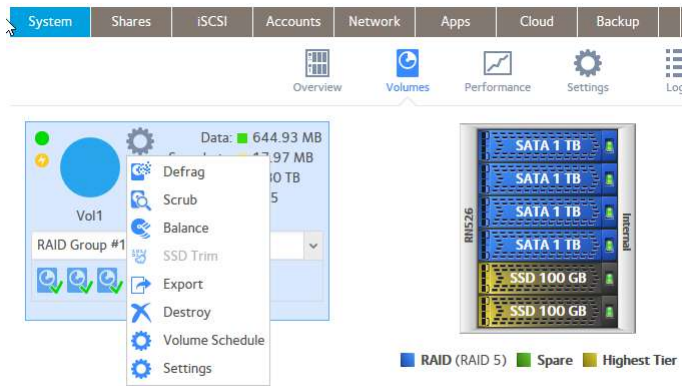 System Shares iSCSI Accounts Network Apps Cloud Backup
Overview Volumes Performance Settings
Data: 644.93 MB
17.97 MB
Defrag
TB
Scrub
5
Vol1
Balance
RAID Group #1
SSD Trim
Export
Destroy
Volume Schedule
Settings
SATA 1 TB
SATA 1 TB
SATA 1 TB
SATA 1 TB
SSD 100 GB
SSD 100 GB
RN526
Internal
RAID (RAID 5) Spare Highest Tier